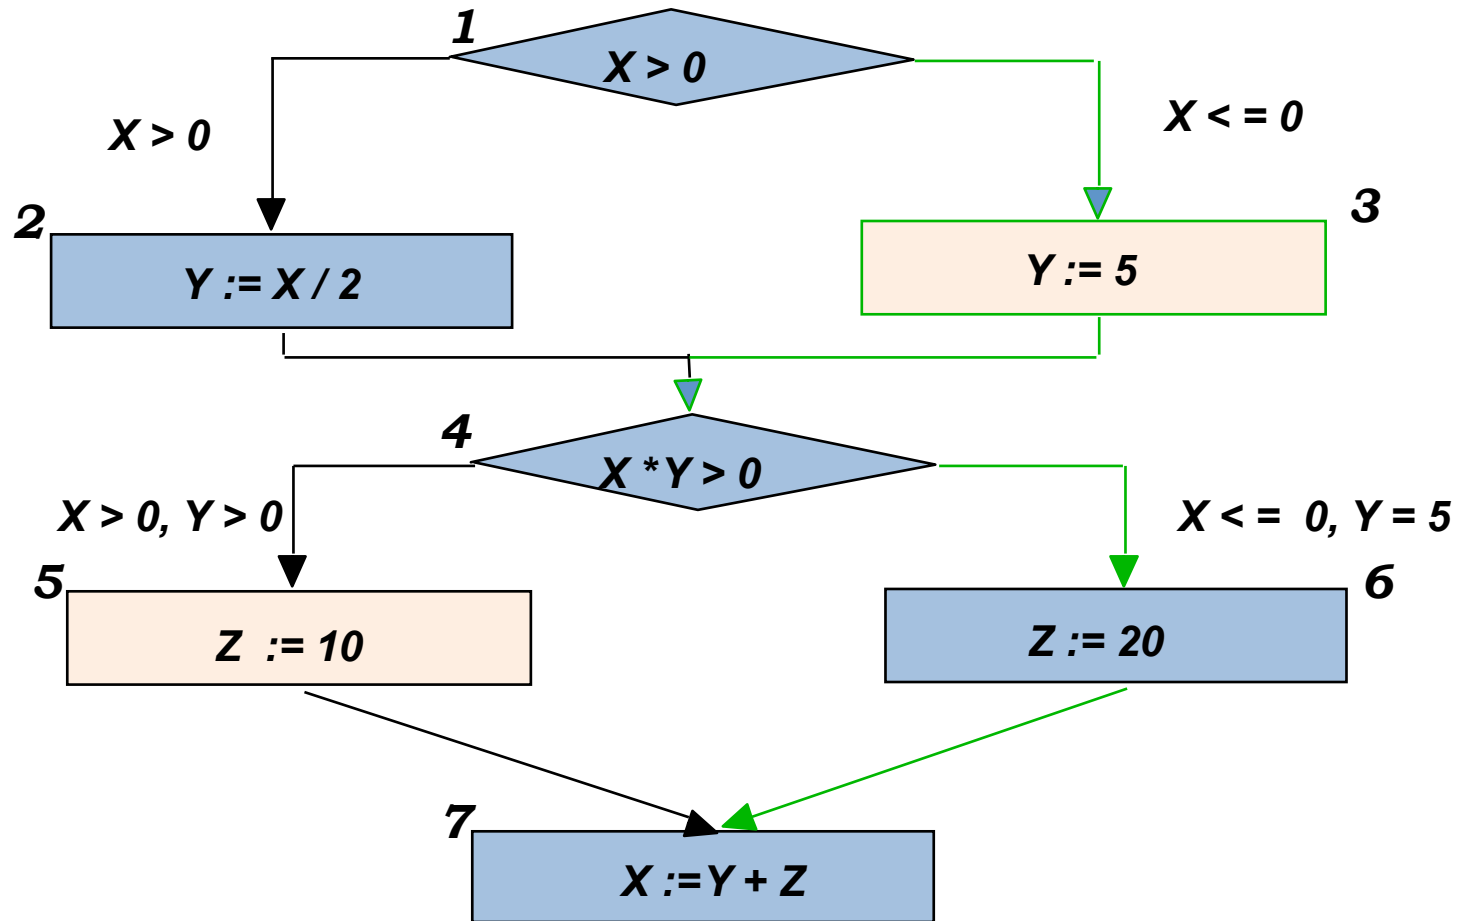 1
X > 0
X > 0
X < = 0
2
3
Y := X / 2
Y := 5
4
X * Y > 0
X > 0, Y > 0
X < = 0, Y = 5
5
6
Z := 10
Z := 20
7
X := Y + Z